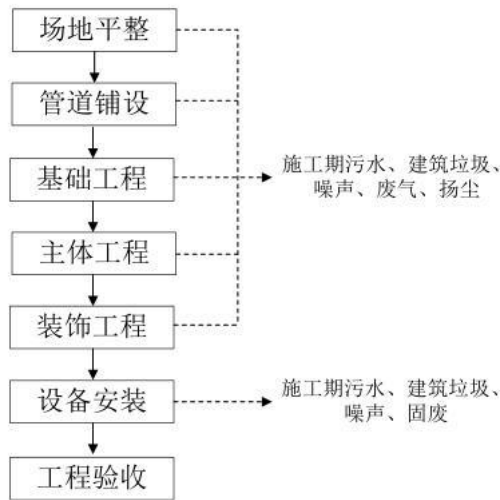 场地平整
管道铺设
基础工程
施工期污水、建筑垃圾、
噪声、废气、扬尘
主体工程
装饰工程
设备安装
施工期污水、建筑垃圾、
噪声、固废
工程验收